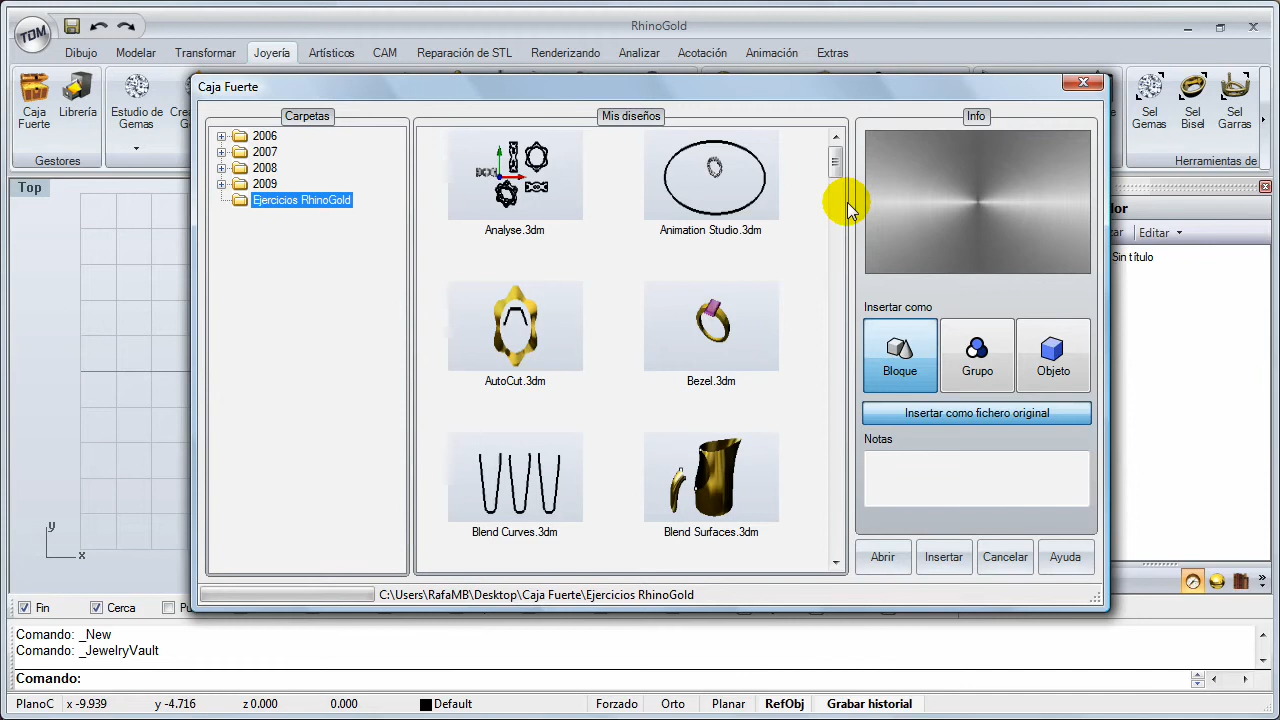 TDM
RhinoGold
Dibujo Modelar Transformar Joyería Artísticos CAM Reparación de STL Renderizando Analizar Acotación Animación Extras
Caja Fuerte
Librería
Gestores
Estudio de Gemas
Sel Gemas
Sel Bisel
Sel Garras
Herramientas de
Caja Fuerte
Carpetas
2006
2007
2008
2009
Ejercicios RhinoGold
Mis diseños
Analyse.3dm
Animation Studio.3dm
AutoCut.3dm
Bezel.3dm
Blend Curves.3dm
Blend Surfaces.3dm
Info
Insertar como
Bloque
Grupo
Objeto
Insertar como fichero original
Notas
Abrir Insertar Cancelar Ayuda
C:\Users\RafaMB\Desktop\Caja Fuerte\Ejercicios RhinoGold
Top
y
x
Editar
Sin título
Fin Cerca
Comando: _New
Comando: _JewelryVault
Comando:
PlanoC x -9.939 y -4.716 z 0.000 0.000 Default Forzado Orto Planar RefObj Grabar historial